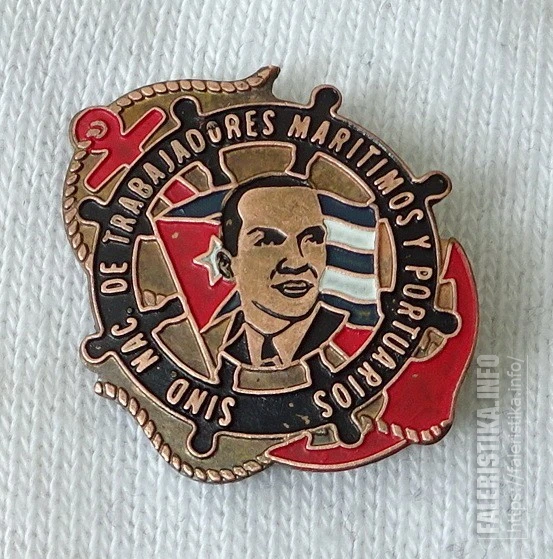 SIND NAC. DE TRABAJADORES MARITIMOS Y PORTUARIOS
FALERISTIKA.INFO
https://faleristika.info/